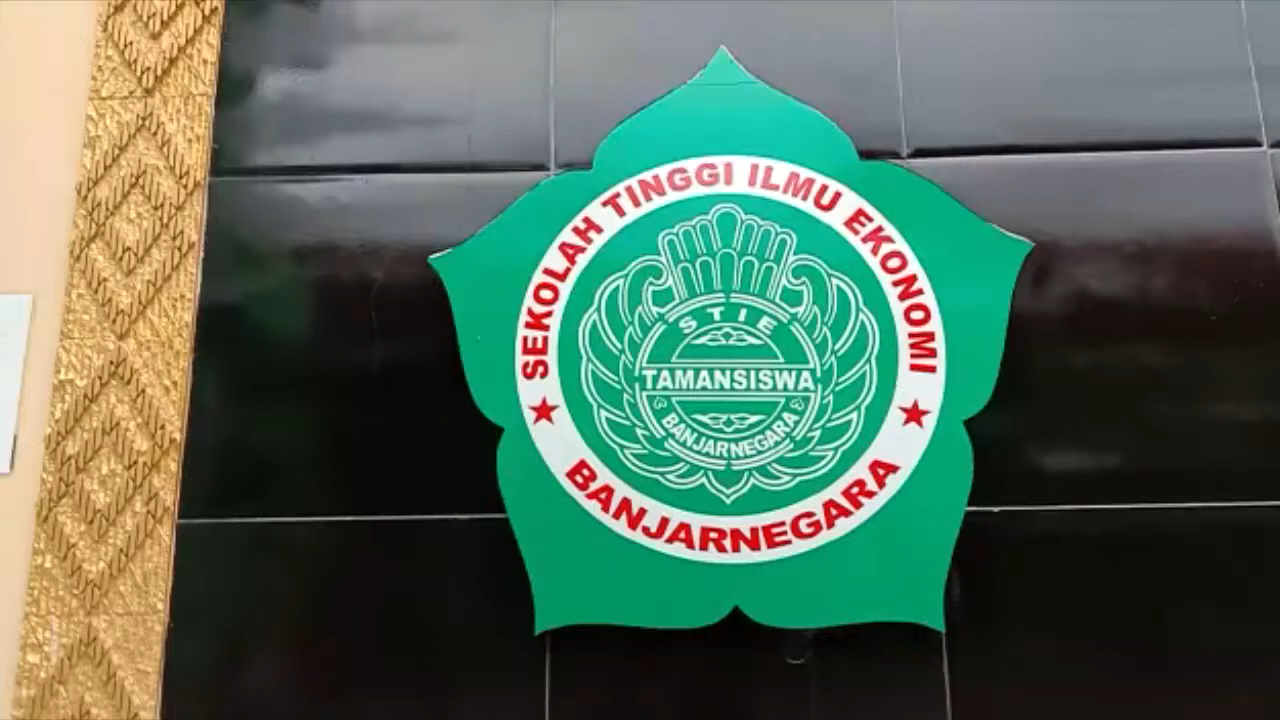 SEKOLAH TINGGI ILMU EKONOMI
STIE
TAMANSISWA
BANJARNEGARA
BANJARNEGARA